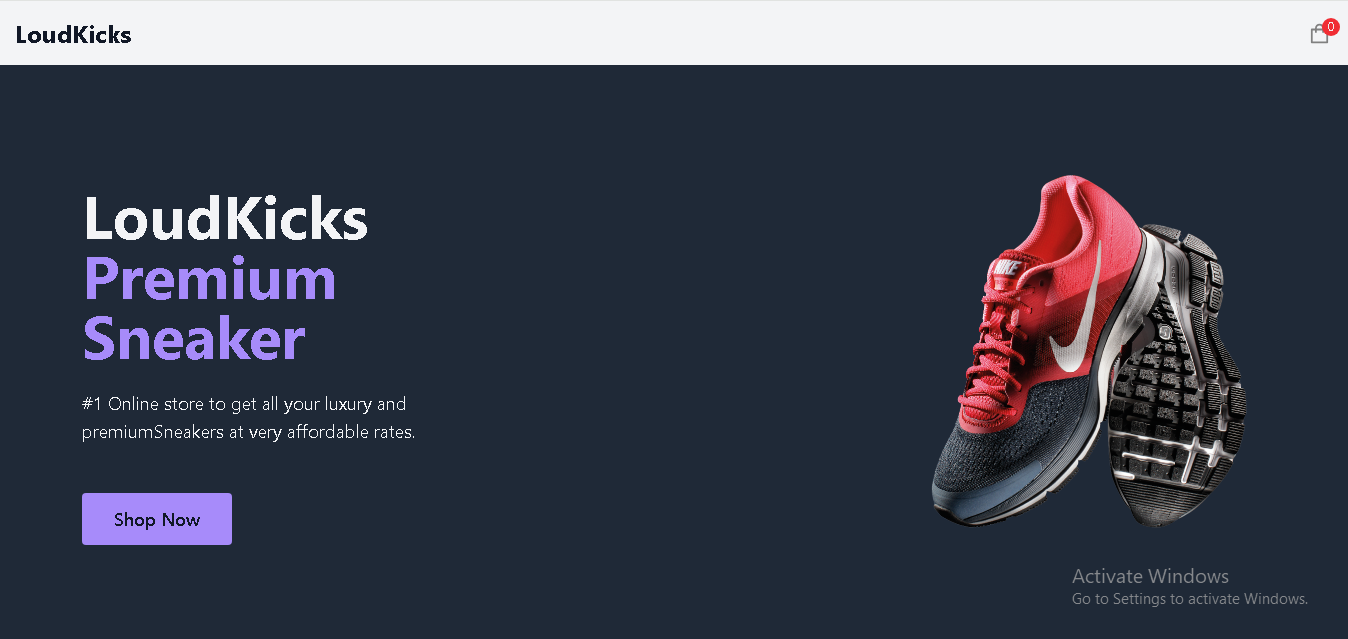 LoudKicks
0
LoudKicks
Premium
Sneaker
#1 Online store to get all your luxury and
premiumSneakers at very affordable rates.
Shop Now
NIKE
Activate Windows
Go to Settings to activate Windows.